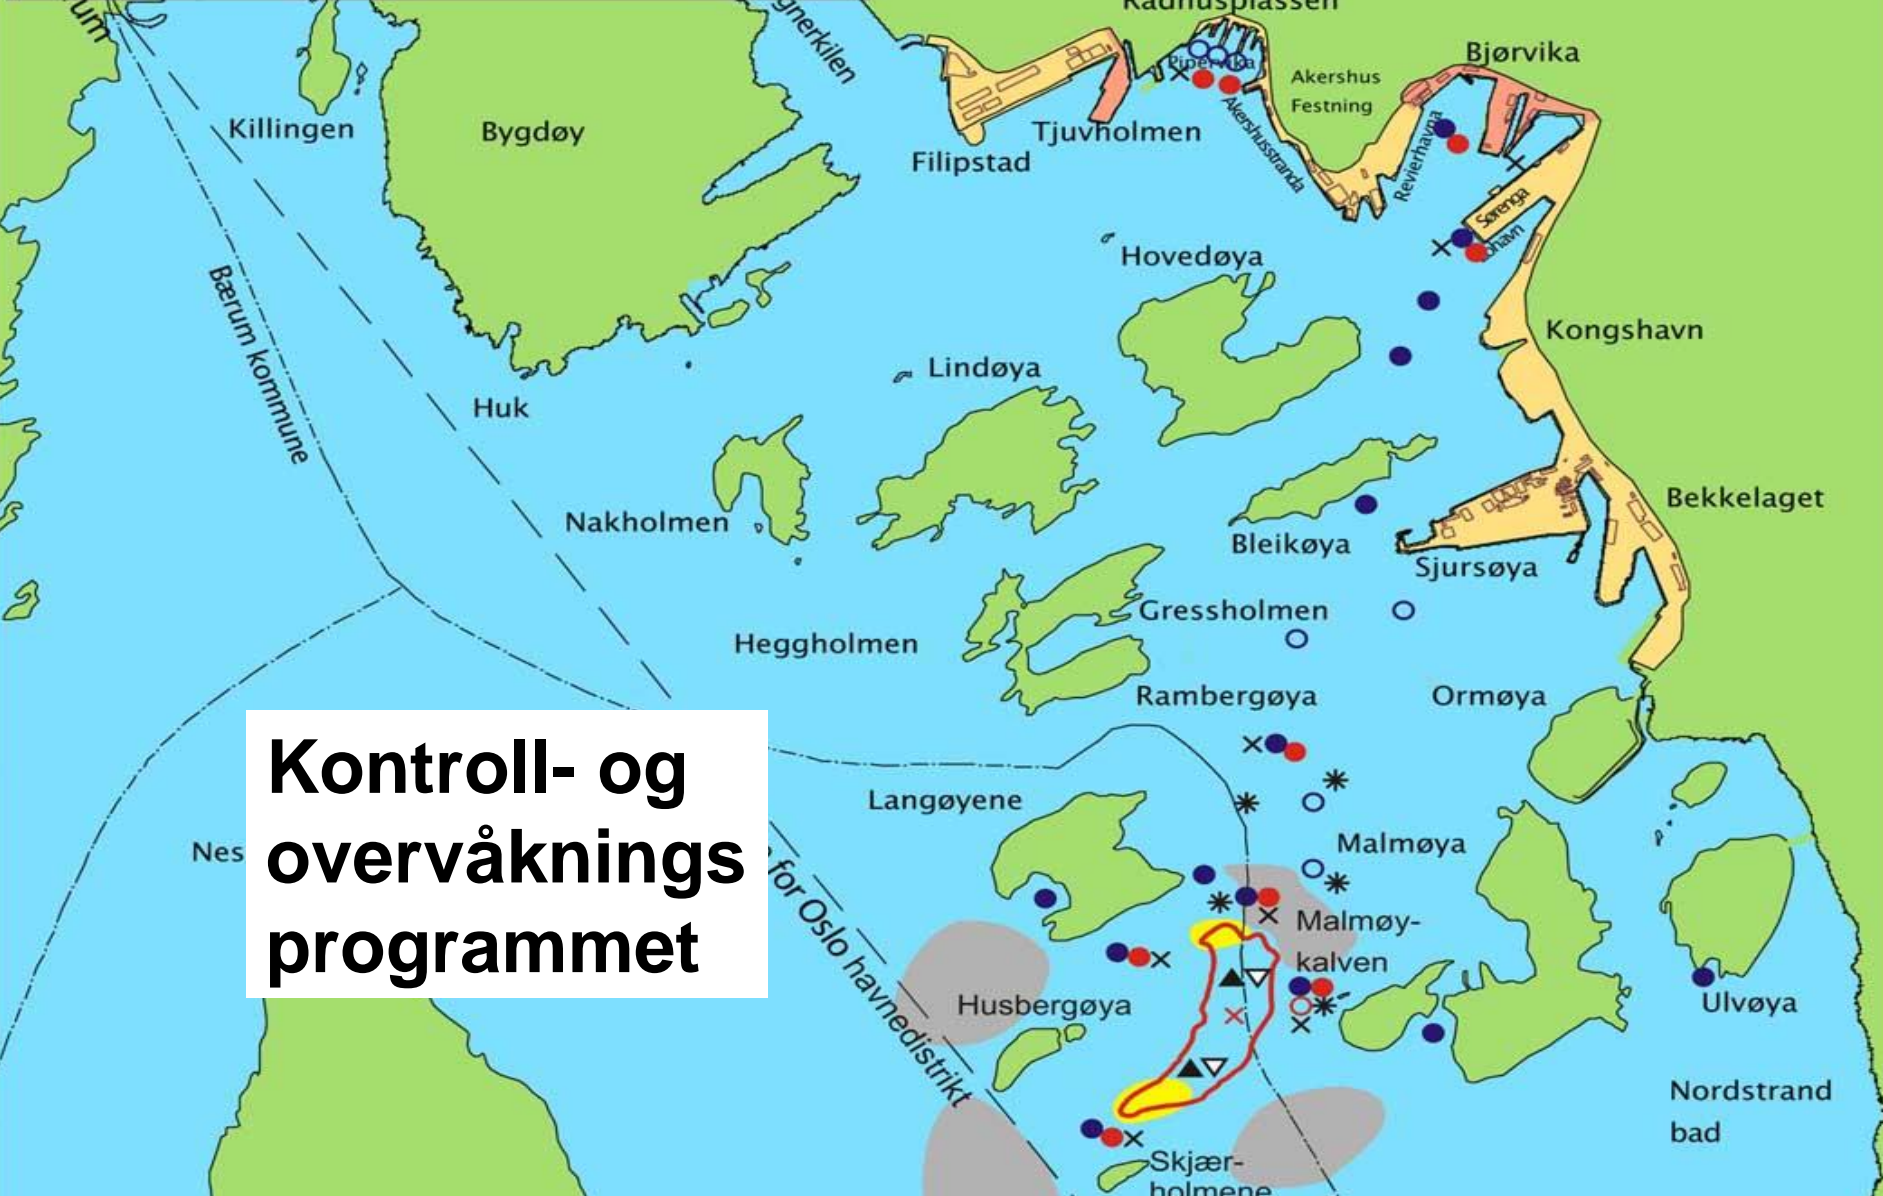 Rådhusplassen
Bjørvika
Pipervika
Akershus
Festning
Killingen
Bygdøy
Tjuvholmen
Filipstad
Akershusstranda
Revierhavna
Sørenga
Hovedøya
Bærum kommune
Kongshavn
Lindøya
Huk
Bekkelaget
Nakholmen
Bleikøya
Sjursøya
Gressholmen
Heggholmen
Rambergøya
Ormøya
Kontroll- og
overvåknings
programmet
Langøyene
Malmøya
Nes
for Oslo havnedistrikt
Malmøy-
kalven
Husbergøya
Ulvøya
Nordstrand
bad
Skjær-
holmene